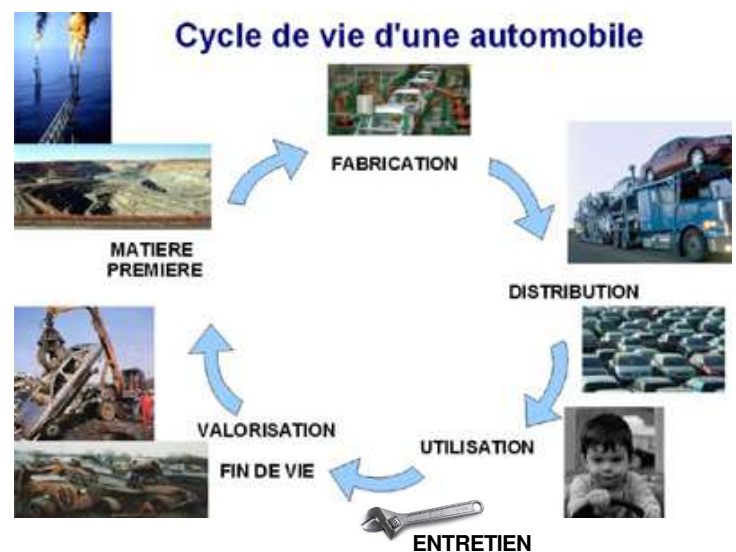 Cycle de vie d'une automobile
FABRICATION
MATIERE
PREMIERE
DISTRIBUTION
VALORISATION
UTILISATION
FIN DE VIE
ENTRETIEN